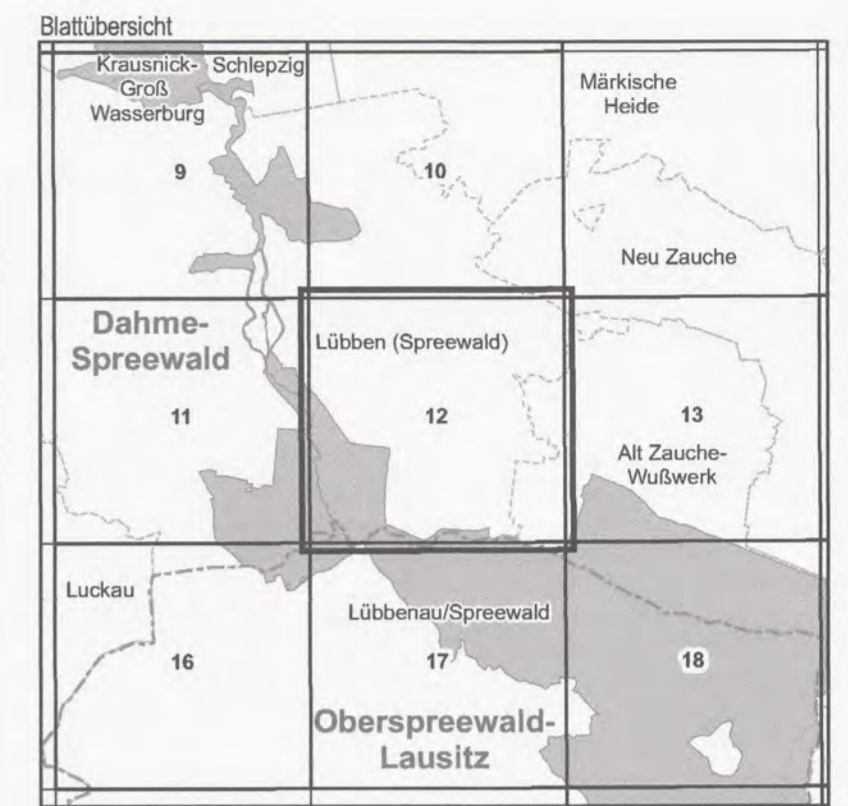 Blattübersicht
Krausnick- Schlepzig
Groß
Wasserburg
Märkische
Heide
9
10
Neu Zauche
Dahme-
Spreewald
Lübben (Spreewald)
11
12
13
Alt Zauche-
Wußwerk
Luckau
Lübbenau/Spreewald
16
17
18
Oberspreewald-
Lausitz